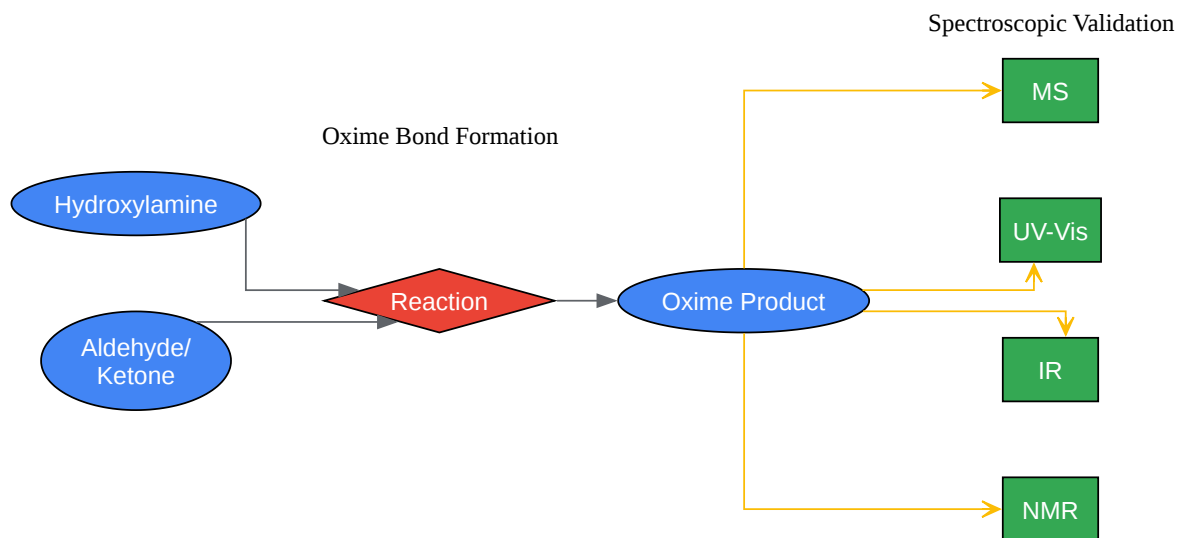 Spectroscopic Validation
MS
Oxime Bond Formation
Hydroxylamine
UV-Vis
Reaction
Oxime Product
Aldehyde/
Ketone
IR
NMR